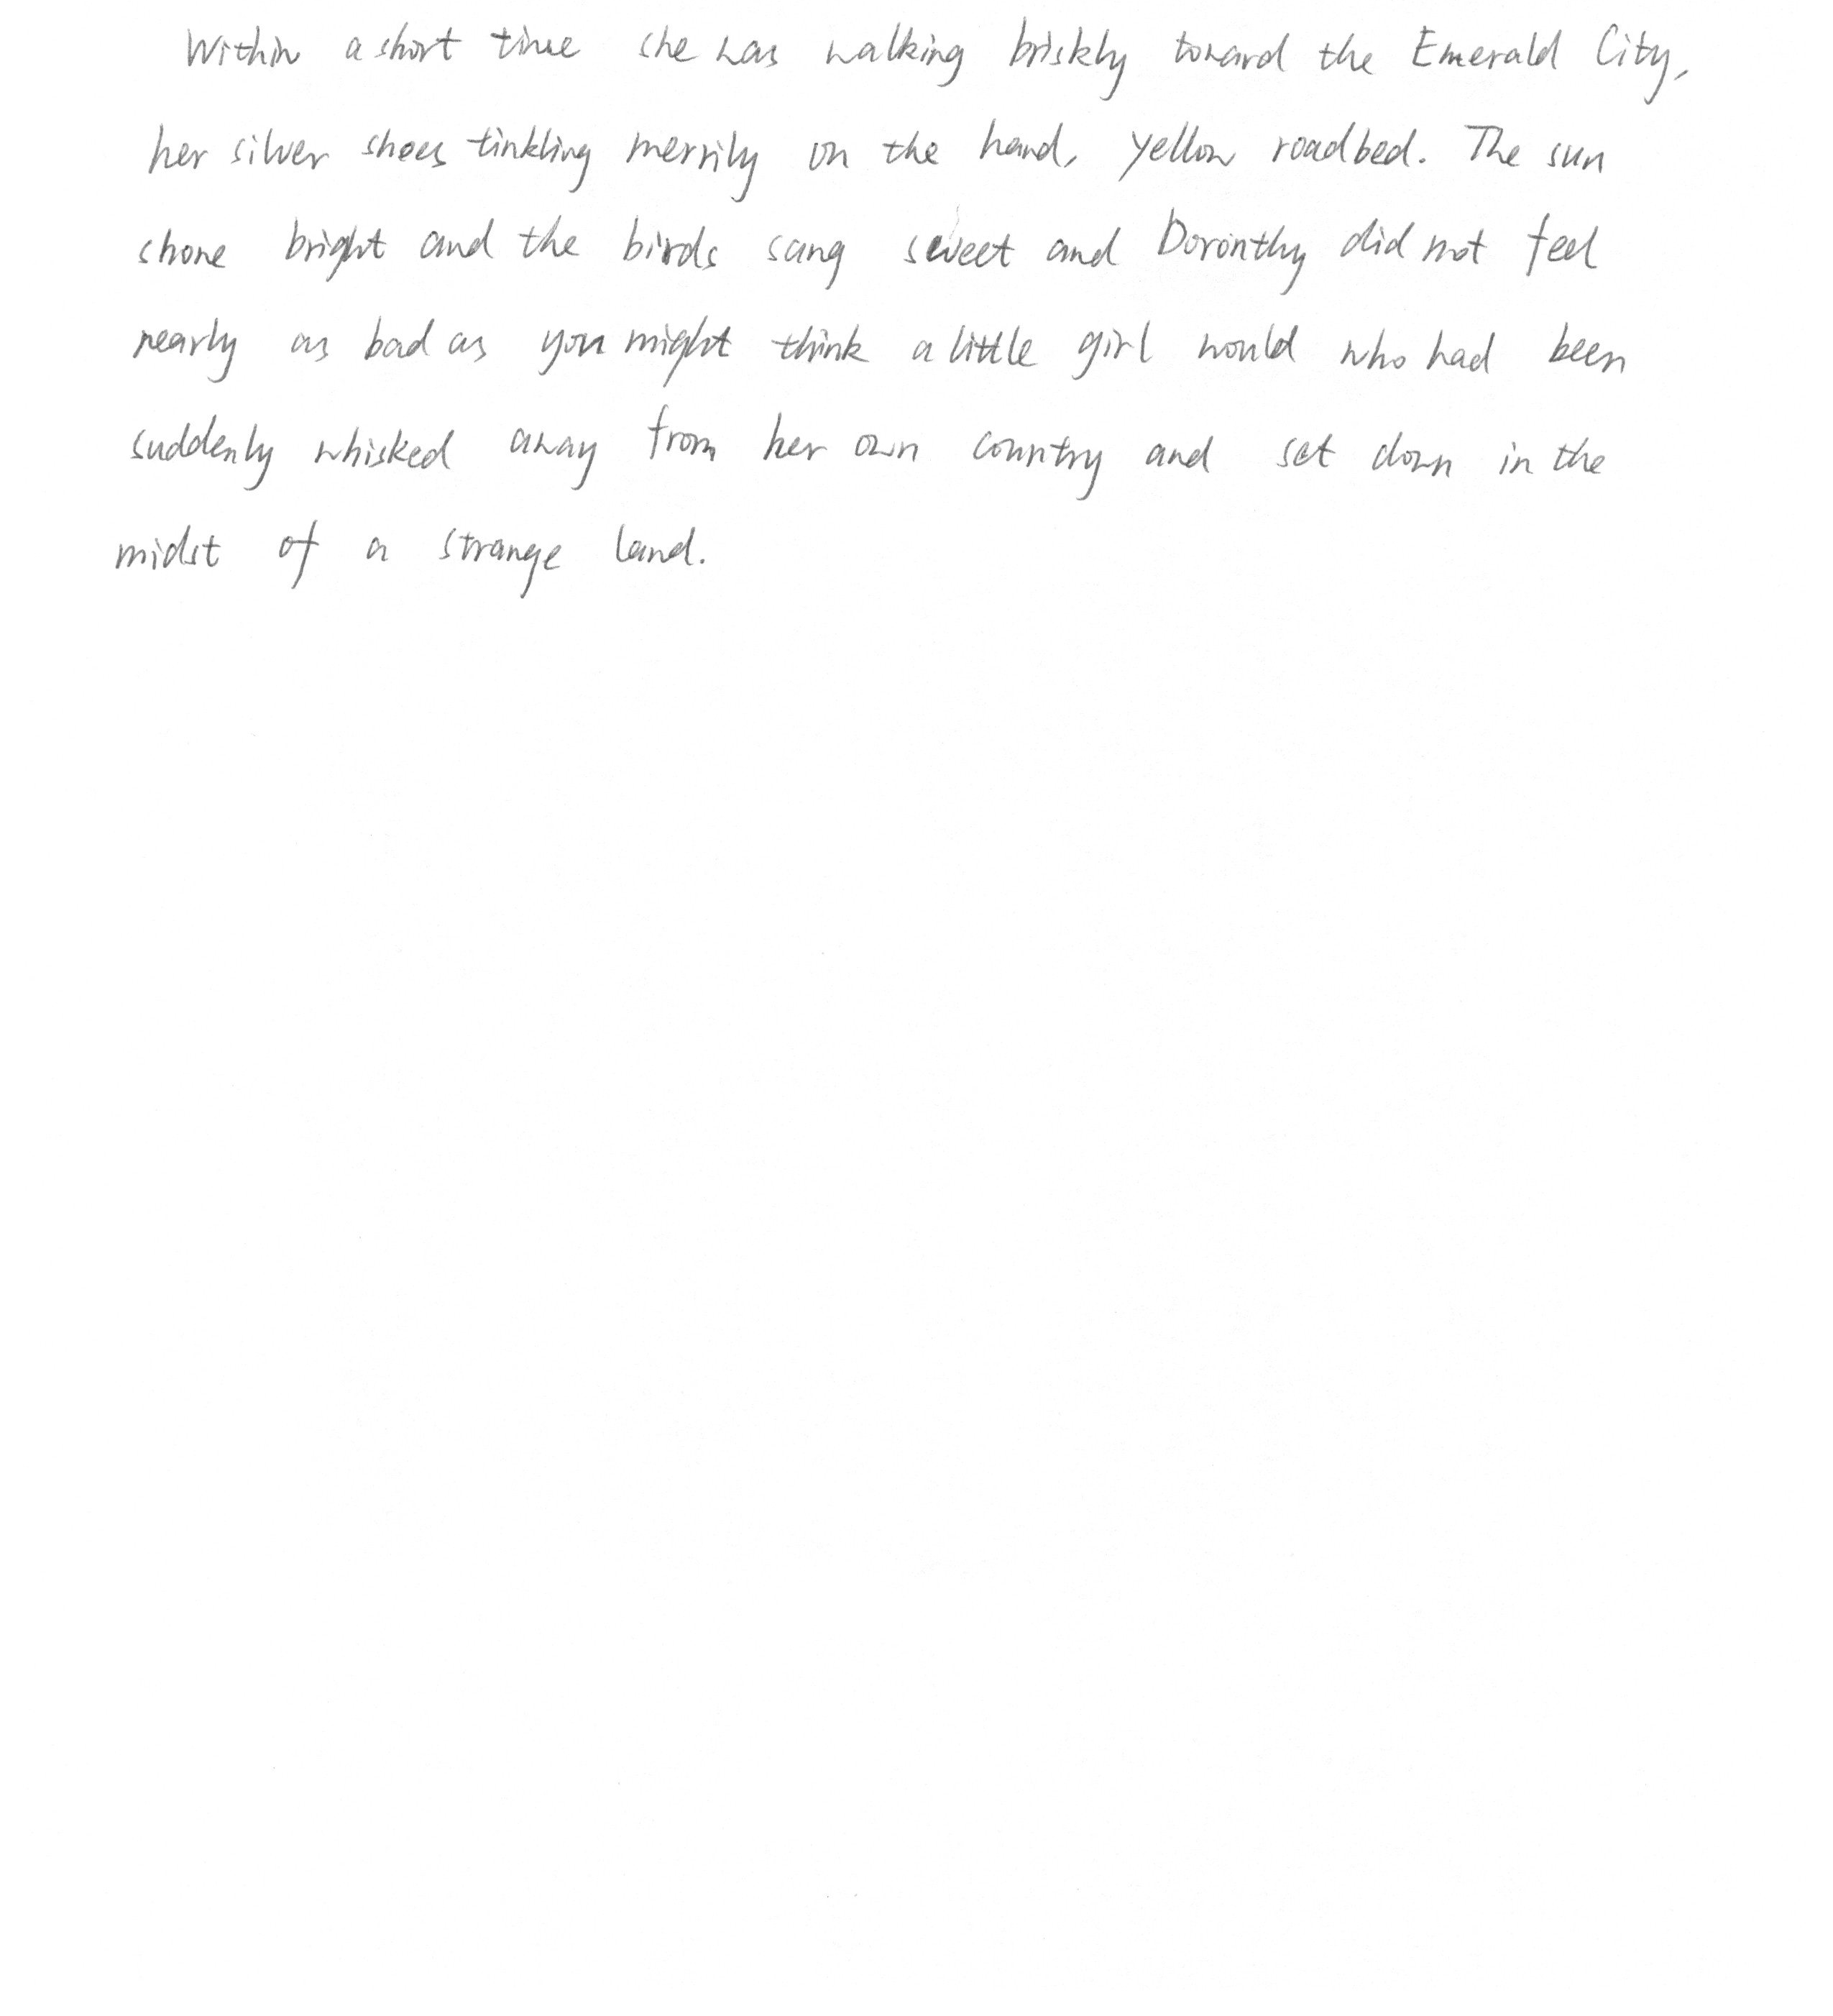 Within a short time she was walking briskly toward the Emerald City,
her silver shoes tinkling merrily on the hard, yellow roadbed. The sun
shone bright and the birds sang sweet and Doronthy did not feel
nearly as bad as you might think a little girl would who had been
suddenly whisked away from her own country and set down in the
midst of a strange land.